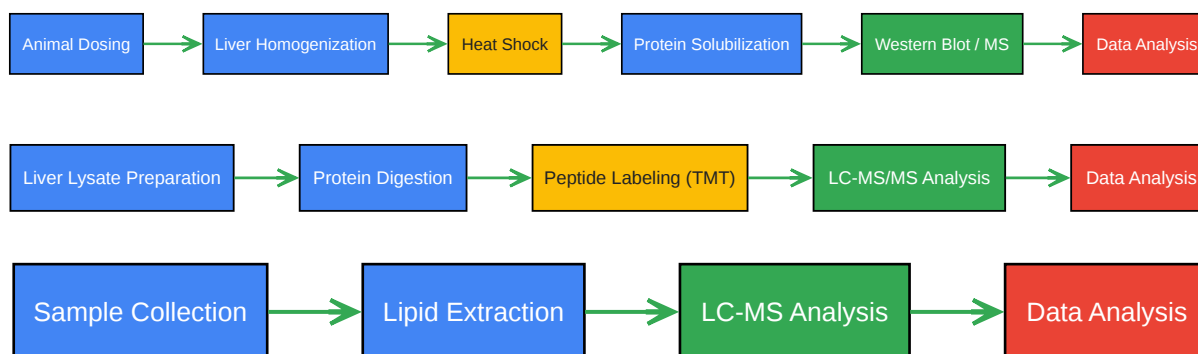 Animal Dosing
Liver Homogenization
Heat Shock
Protein Solubilization
Western Blot / MS
Data Analysis
Liver Lysate Preparation
Protein Digestion
Peptide Labeling (TMT)
LC-MS/MS Analysis
Data Analysis
Sample Collection
Lipid Extraction
LC-MS Analysis
Data Analysis